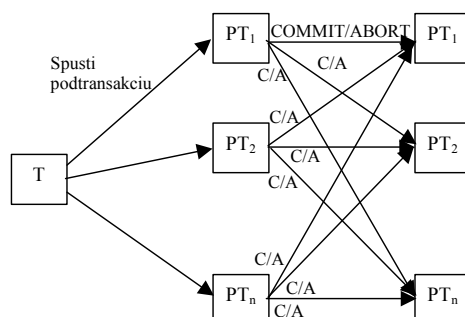 PT1 COMMIT/ABORT PT1
Spusti
podtransakciu
C/A
C/A
PT2 C/A PT2
T
C/A
C/A
C/A
PTn C/A PTn
C/A